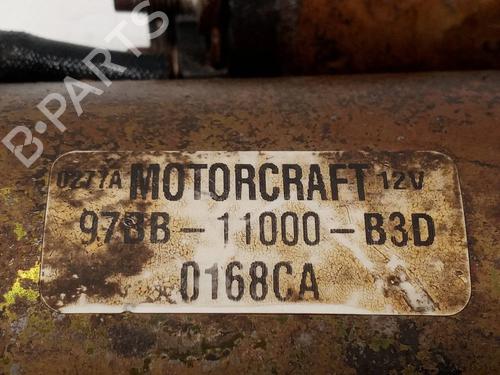 B-PARTS
0277A MOTORCRAFT 12V
97BB-11000-B3D
0168CA